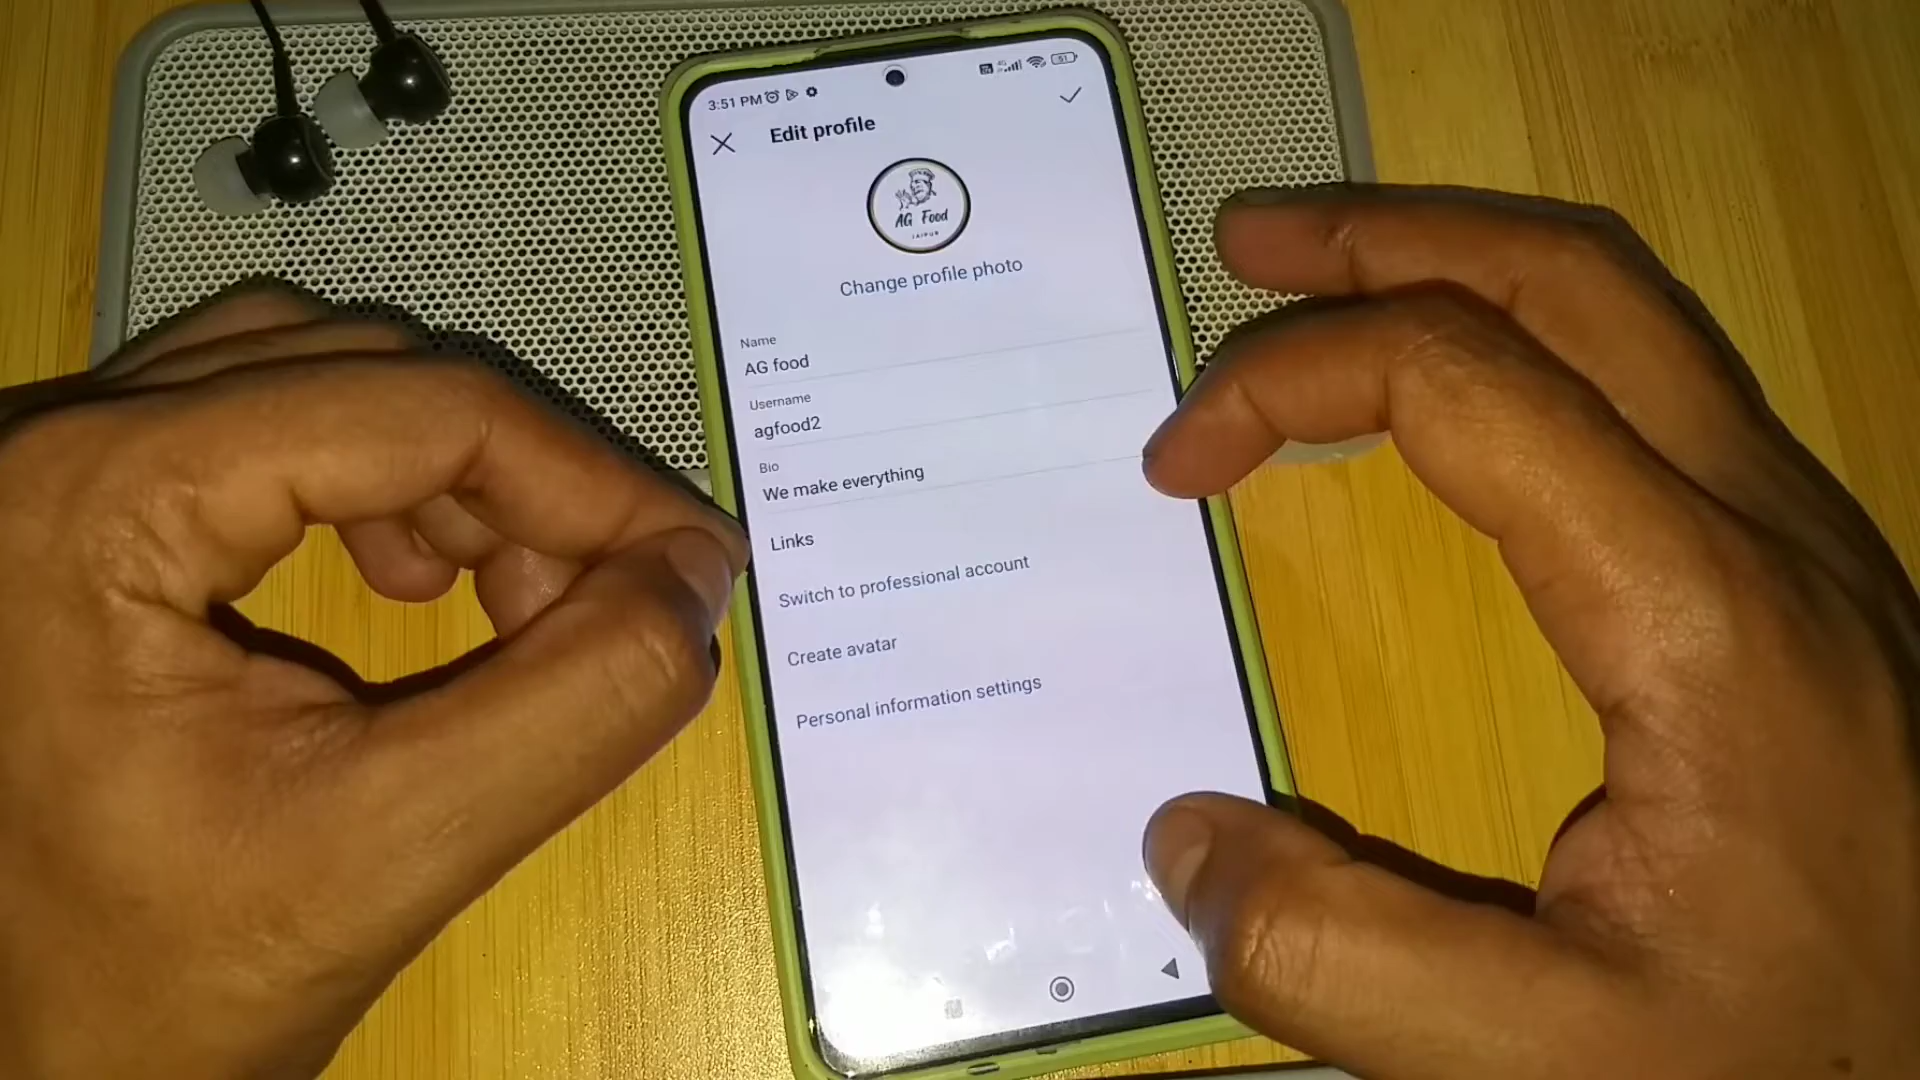 3:51 PM
51
Edit profile
AG Food
JAIPUR
Change profile photo
Name
AG food
Username
agfood2
Bio
We make everything
Links
Switch to professional account
Create avatar
Personal information settings